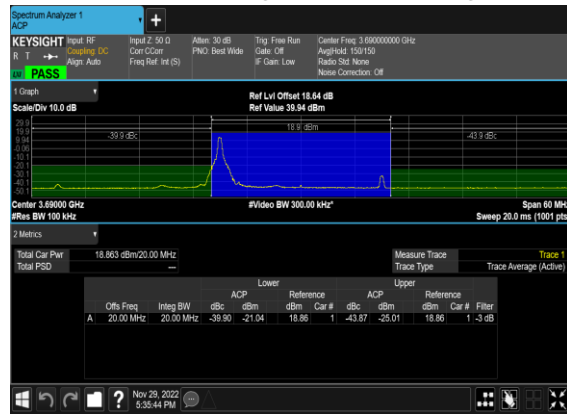 Spectrum Analyzer 1
ACP
+
KEYSIGHT Input: RF Input Z: 50 Ω Atten: 30 dB Trig: Free Run Center Freq: 3.690000000 GHz
R T Coupling: DC Corr CCorr PNO: Best Wide Gate: Off Avg|Hold: 150/150
Align: Auto Freq Ref: Int (S) IF Gain: Low Radio Std: None
LW PASS Noise Correction: Off
1 Graph Ref Lvl Offset 18.64 dB
Scale/Div 10.0 dB Ref Value 39.94 dBm
29.9
19.9 18.9 dBm
9.94 -39.9 dBc -43.9 dBc
-0.06
-10.1
-20.1
-30.1
-40.1
-50.1
Center 3.69000 GHz #Video BW 300.00 kHz* Span 60 MHz
#Res BW 100 kHz Sweep 20.0 ms (1001 pts)
2 Metrics
Total Car Pwr 18.863 dBm/20.00 MHz Measure Trace Trace 1
Total PSD --- Trace Type Trace Average (Active)
Lower Upper
ACP Reference ACP Reference
Offs Freq Integ BW dBc dBm dBm Car # dBc dBm dBm Car # Filter
A 20.00 MHz 20.00 MHz -39.90 -21.04 18.86 1 -43.87 -25.01 18.86 1 -3 dB
? Nov 29, 2022
5:35:44 PM